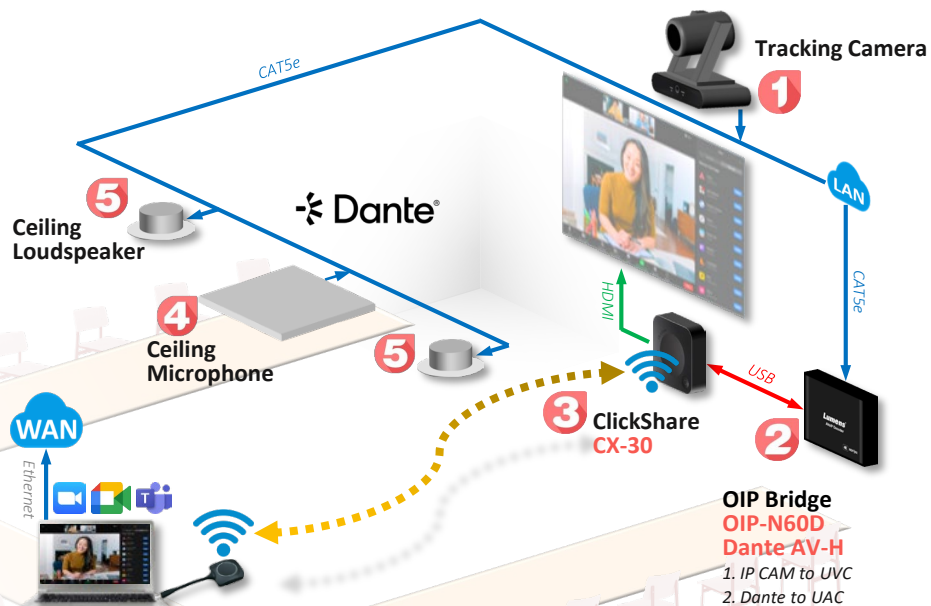 Tracking Camera
1
CAT5e
LAN
5
Ceiling
Loudspeaker
Dante®
4
Ceiling
Microphone
5
HDMI
CAT5e
USB
3
ClickShare
CX-30
Lumens®
2
WAN
Ethernet
OIP Bridge
OIP-N60D
Dante AV-H
1. IP CAM to UVC
2. Dante to UAC